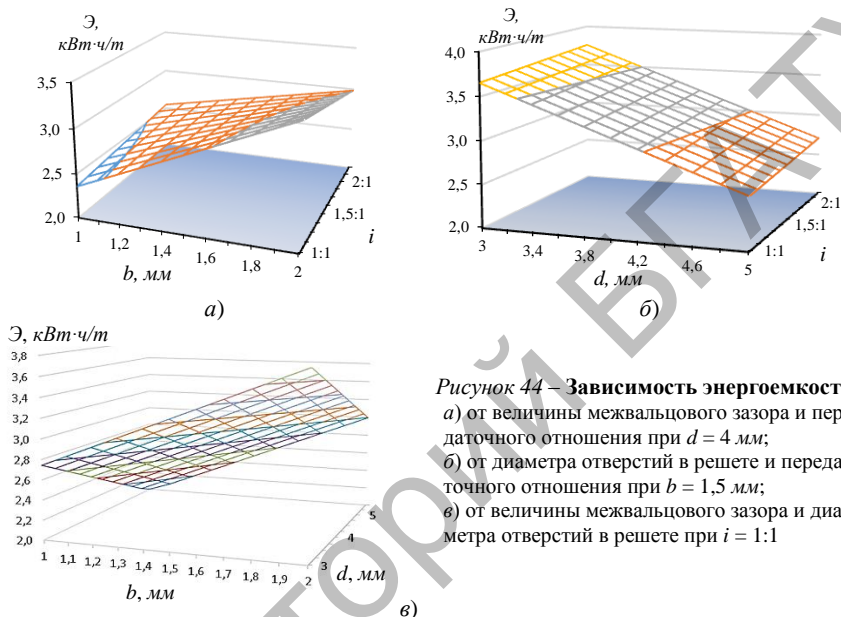 Э,
кВт·ч/т
3,5
3,0
2,5
2,0
1
1,2
1,4
1,6
1,8
2
1:1
1,5:1
2:1
i
b, мм
а)
Э,
кВт·ч/т
4,0
3,5
3,0
2,5
2,0
3
3,4
3,8
4,2
4,6
5
1:1
1,5:1
2:1
i
d, мм
б)
Э, кВт·ч/т
3,8
3,6
3,4
3,2
3,0
2,8
2,6
2,4
2,2
2,0
1
1,1
1,2
1,3
1,4
1,5
1,6
1,7
1,8
1,9
2
3
4
5
b, мм
d, мм
в)
Рисунок 44 – Зависимость энергоемкост
а) от величины межвальцового зазора и пер
даточного отношения при d = 4 мм;
б) от диаметра отверстий в решете и переда
точного отношения при b = 1,5 мм;
в) от величины межвальцового зазора и диа
метра отверстий в решете при i = 1:1
торий БГАТУ